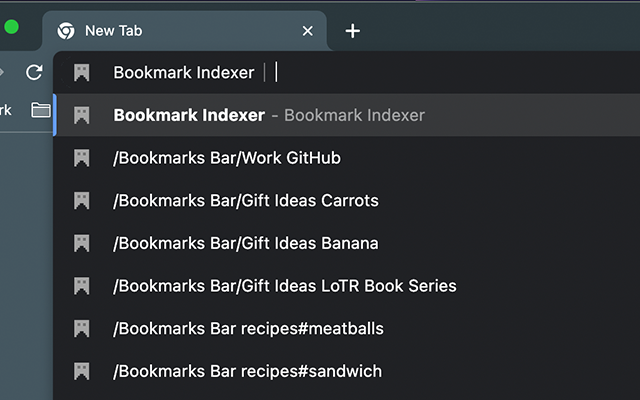 New Tab
Bookmark Indexer |
rk
Bookmark Indexer - Bookmark Indexer
/Bookmarks Bar/Work GitHub
/Bookmarks Bar/Gift Ideas Carrots
/Bookmarks Bar/Gift Ideas Banana
/Bookmarks Bar/Gift Ideas LoTR Book Series
/Bookmarks Bar recipes#meatballs
/Bookmarks Bar recipes#sandwich